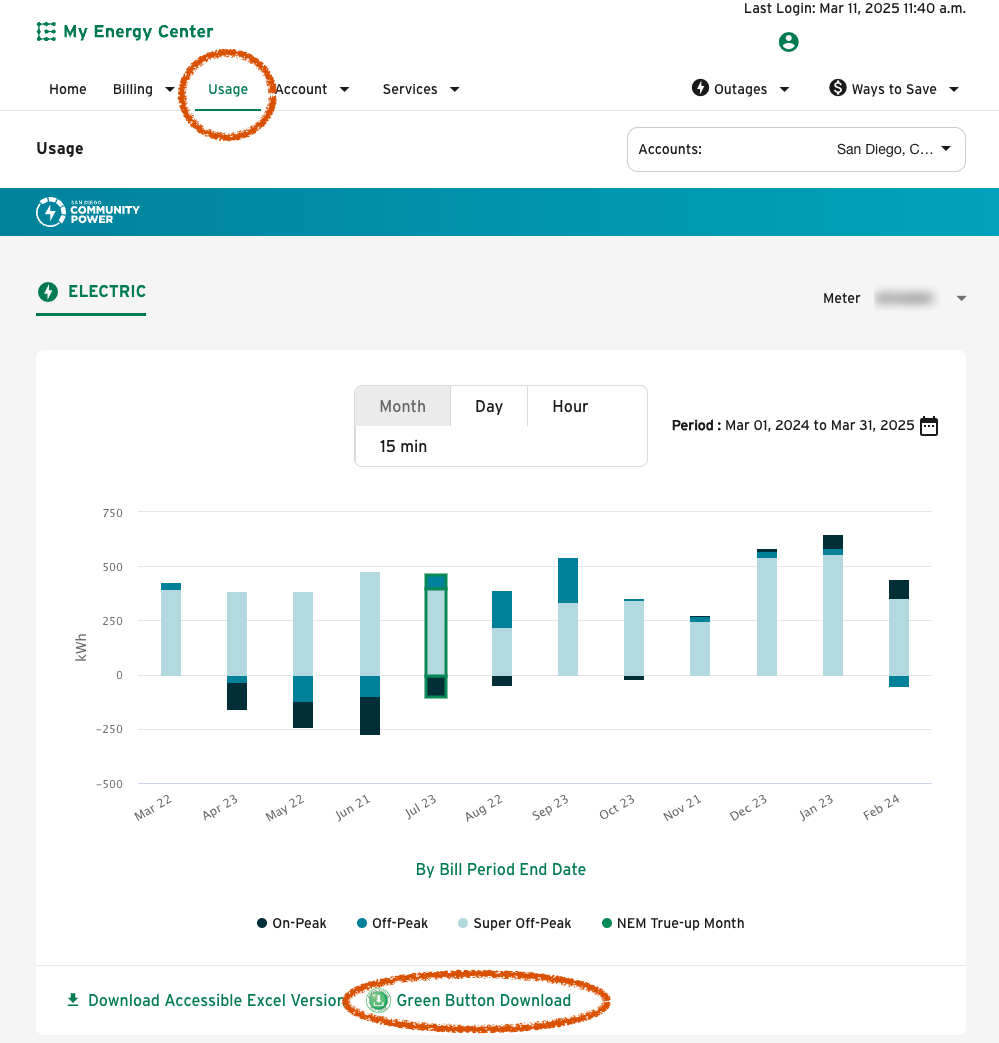 Last Login: Mar 11, 2025 11:40 a.m.
My Energy Center
Home Billing Usage Account Services Outages Ways to Save
Usage
Accounts: San Diego, C...
SAN DIEGO
COMMUNITY
POWER
ELECTRIC
Meter
Month Day Hour
15 min
Period : Mar 01, 2024 to Mar 31, 2025
750
500
250
0
-250
-500
kWh
Mar 22 Apr 23 May 22 Jun 21 Jul 23 Aug 22 Sep 23 Oct 23 Nov 21 Dec 23 Jan 23 Feb 24
By Bill Period End Date
On-Peak Off-Peak Super Off-Peak NEM True-up Month
Download Accessible Excel Version Green Button Download